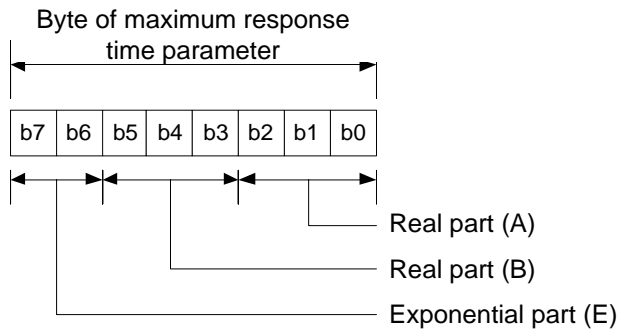 Byte of maximum response
time parameter
b7 b6 b5 b4 b3 b2 b1 b0
Real part (A)
Real part (B)
Exponential part (E)